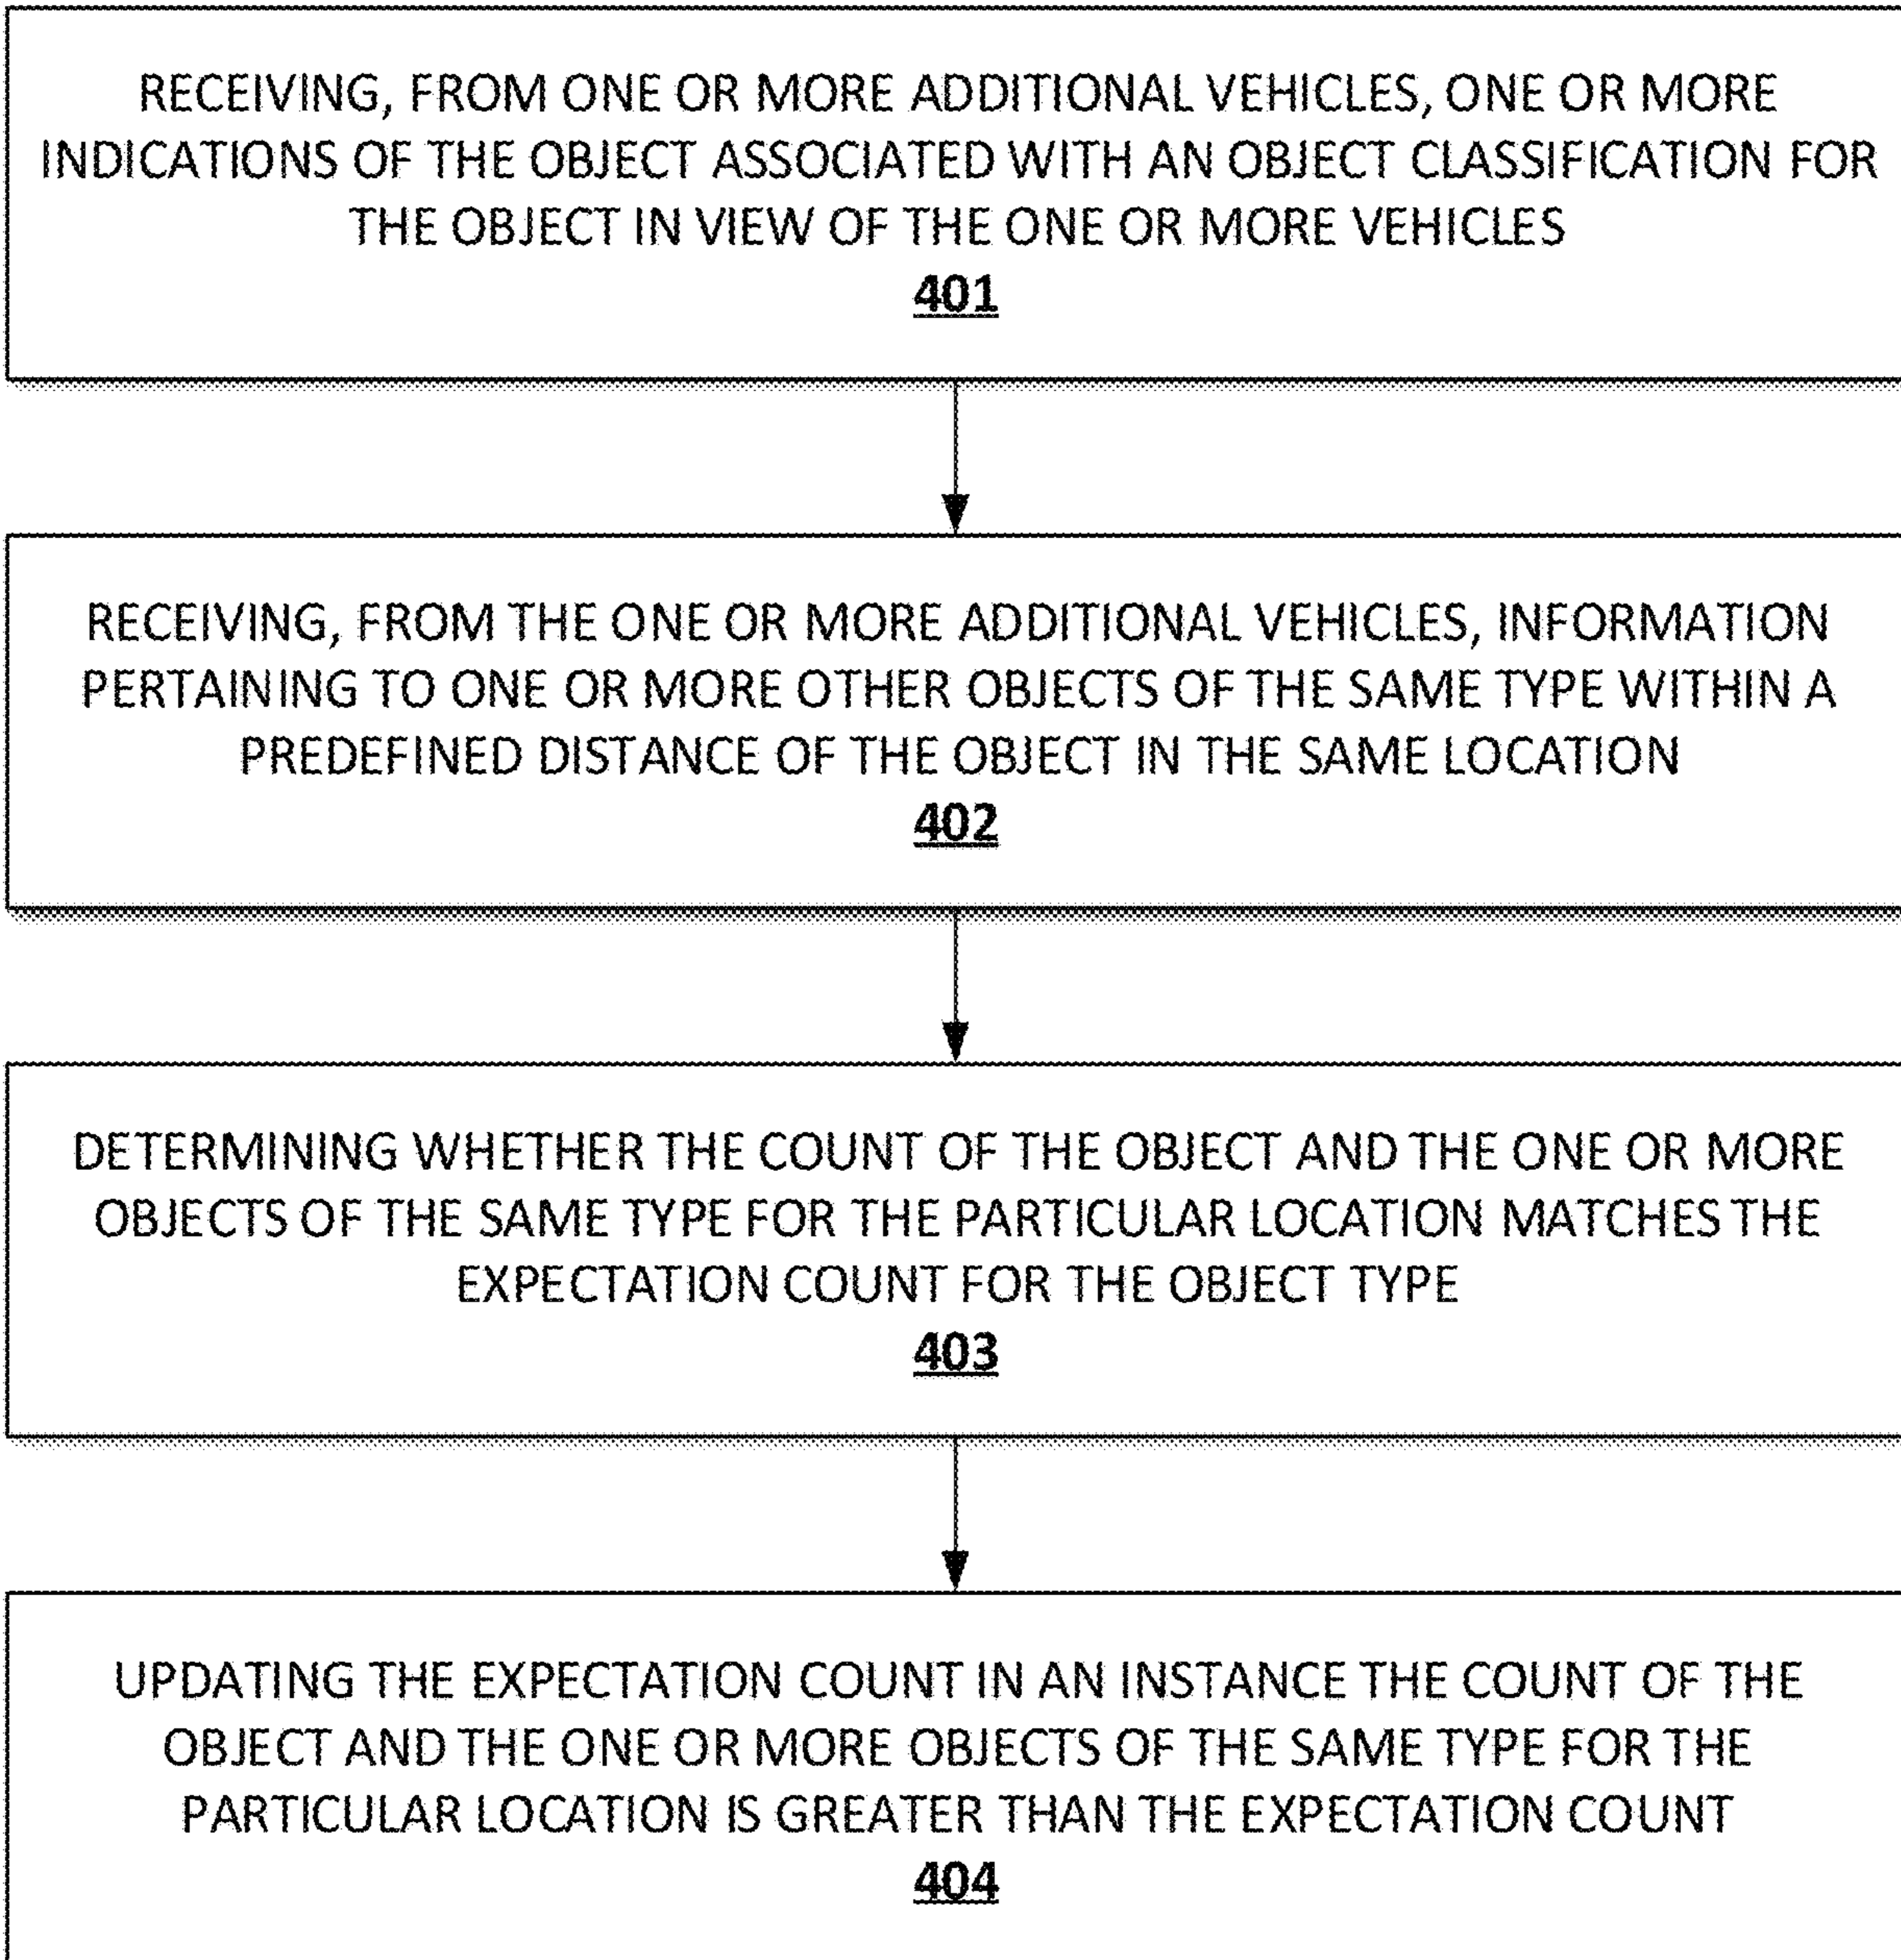 RECEIVING, FROM ONE OR MORE ADDITIONAL VEHICLES, ONE OR MORE
INDICATIONS OF THE OBJECT ASSOCIATED WITH AN OBJECT CLASSIFICATION FOR
THE OBJECT IN VIEW OF THE ONE OR MORE VEHICLES
401
RECEIVING, FROM THE ONE OR MORE ADDITIONAL VEHICLES, INFORMATION
PERTAINING TO ONE OR MORE OTHER OBJECTS OF THE SAME TYPE WITHIN A
PREDEFINED DISTANCE OF THE OBJECT IN THE SAME LOCATION
402
DETERMINING WHETHER THE COUNT OF THE OBJECT AND THE ONE OR MORE
OBJECTS OF THE SAME TYPE FOR THE PARTICULAR LOCATION MATCHES THE
EXPECTATION COUNT FOR THE OBJECT TYPE
403
UPDATING THE EXPECTATION COUNT IN AN INSTANCE THE COUNT OF THE
OBJECT AND THE ONE OR MORE OBJECTS OF THE SAME TYPE FOR THE
PARTICULAR LOCATION IS GREATER THAN THE EXPECTATION COUNT
404